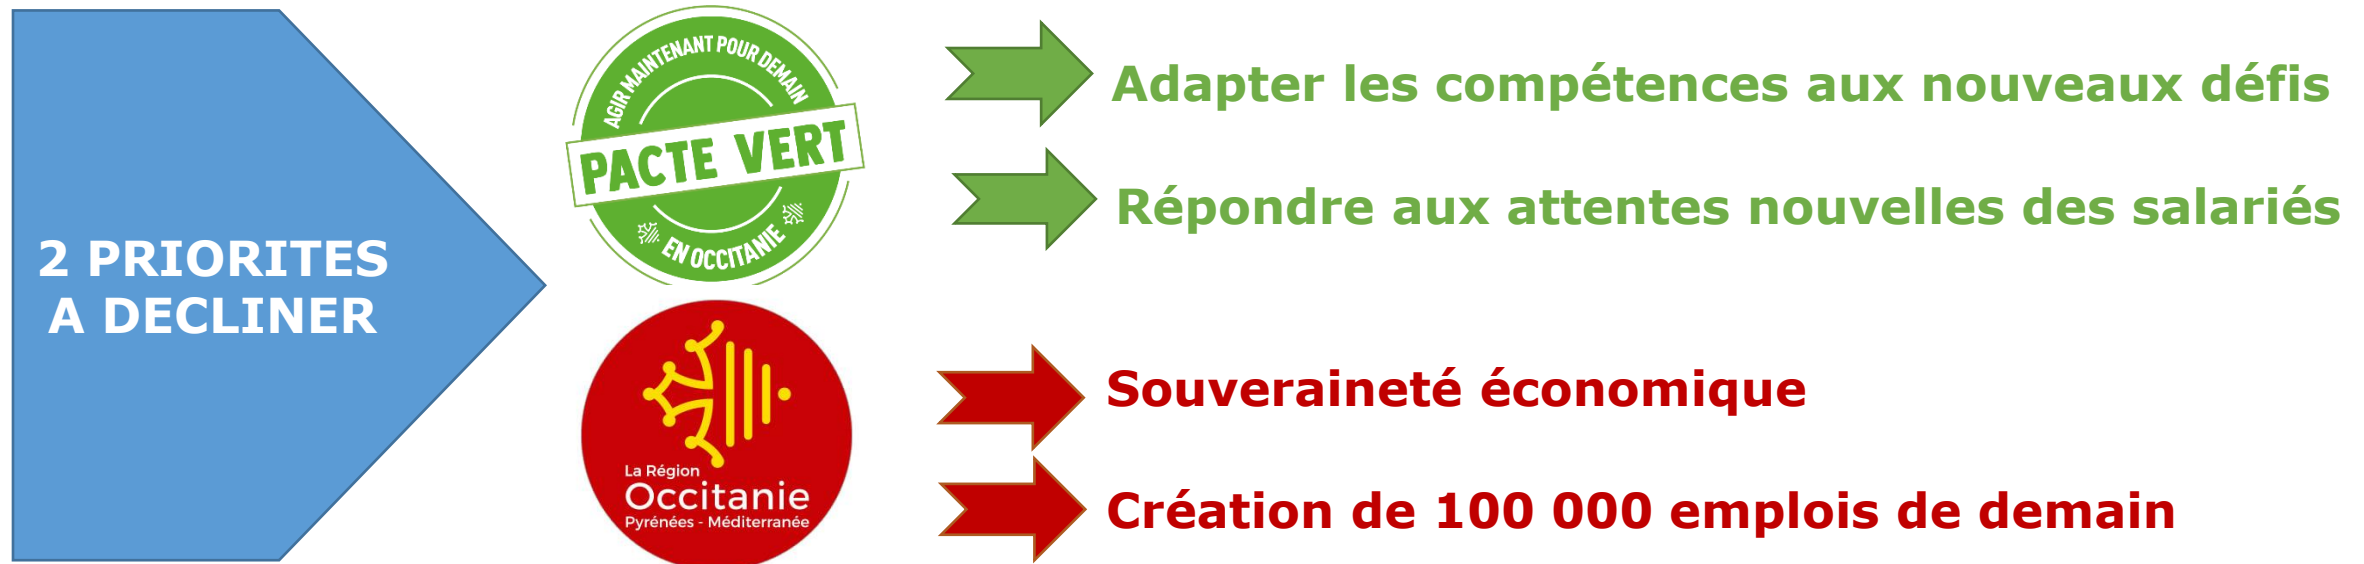 2 PRIORITES
A DECLINER
AGIR MAINTENANT POUR DEMAIN
PACTE VERT
EN OCCITANIE
Adapter les compétences aux nouveaux défis
Répondre aux attentes nouvelles des salariés
La Région
Occitanie
Pyrénées - Méditerranée
Souveraineté économique
Création de 100 000 emplois de demain